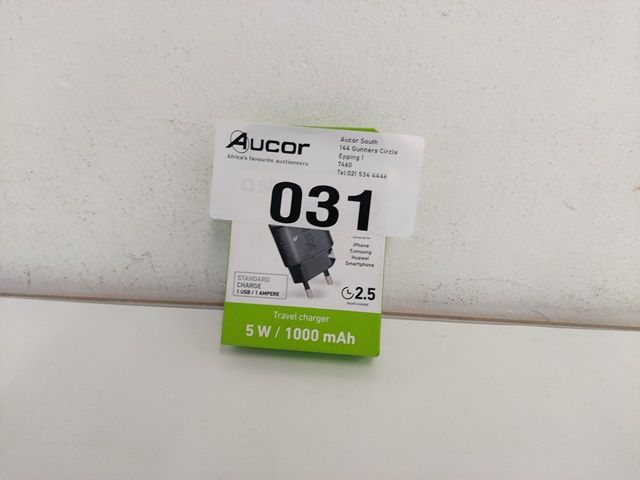 Aucor
Africa's favourite auctioneers
Aucor South
144 Gunners Circle
Epping 1
7460
Tel:021 534 4446
031
iPhone
Samsung
Huawei
Smartphone
STANDARD
CHARGE
1 USB / 1 AMPERE
2.5
Travel charger
5 W / 1000 mAh